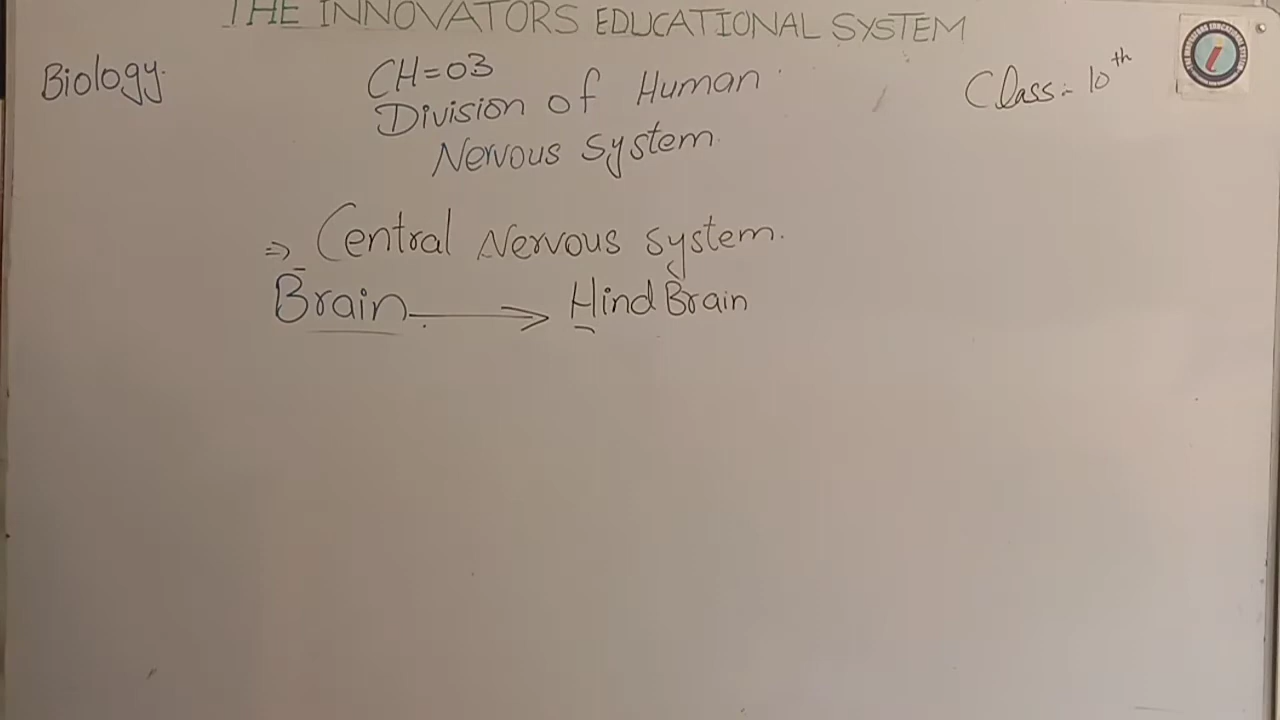 THE INNOVATORS EDUCATIONAL SYSTEM
Biology.
CH=03
Class:- 10th
Division of Human
Nervous System.
⇒ Central Nervous system.
Brain → Hind Brain